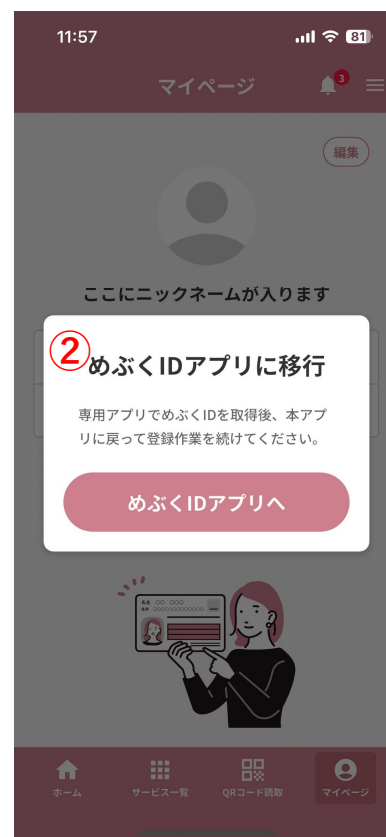 11:57
81
マイページ
3
編集
ここにニックネームが入ります
②
めぶくIDアプリに移行
専用アプリでめぶくIDを取得後、本アプ
リに戻って登録作業を続けてください。
めぶくIDアプリへ
氏名 〇〇 〇〇〇
ホーム
サービス一覧
QRコード読取
マイページ